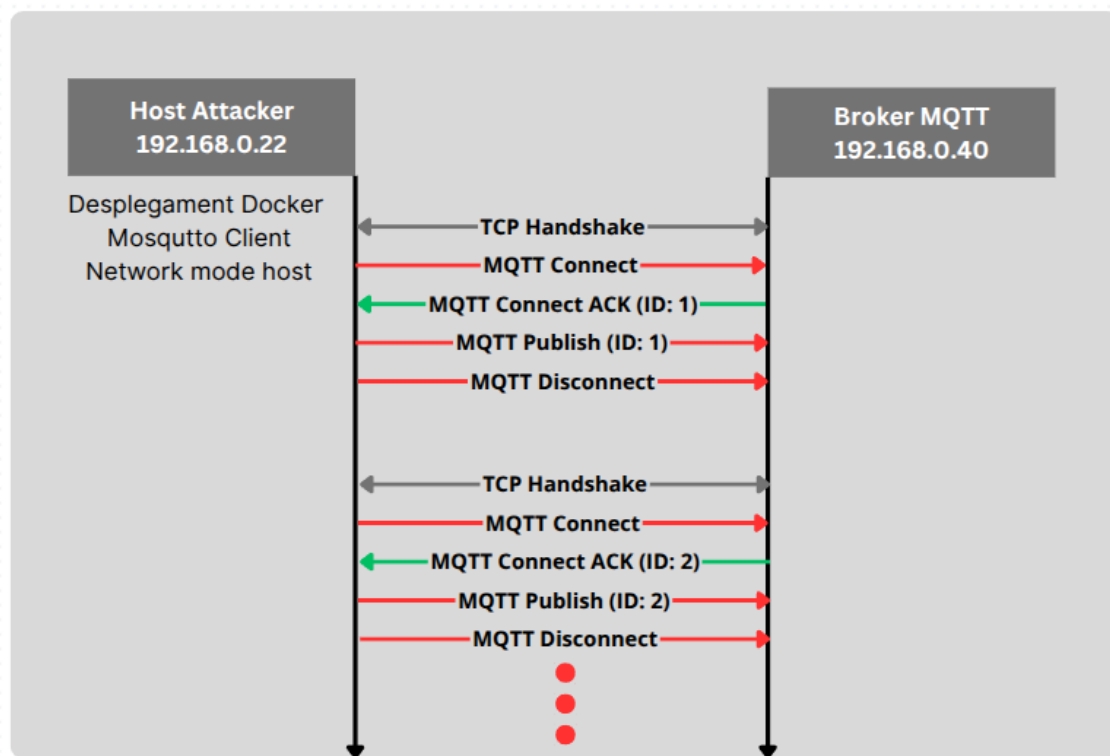 Host Attacker
192.168.0.22
Broker MQTT
192.168.0.40
Desplegament Docker
Mosqutto Client
Network mode host
TCP Handshake
MQTT Connect
MQTT Connect ACK (ID: 1)
MQTT Publish (ID: 1)
MQTT Disconnect
TCP Handshake
MQTT Connect
MQTT Connect ACK (ID: 2)
MQTT Publish (ID: 2)
MQTT Disconnect